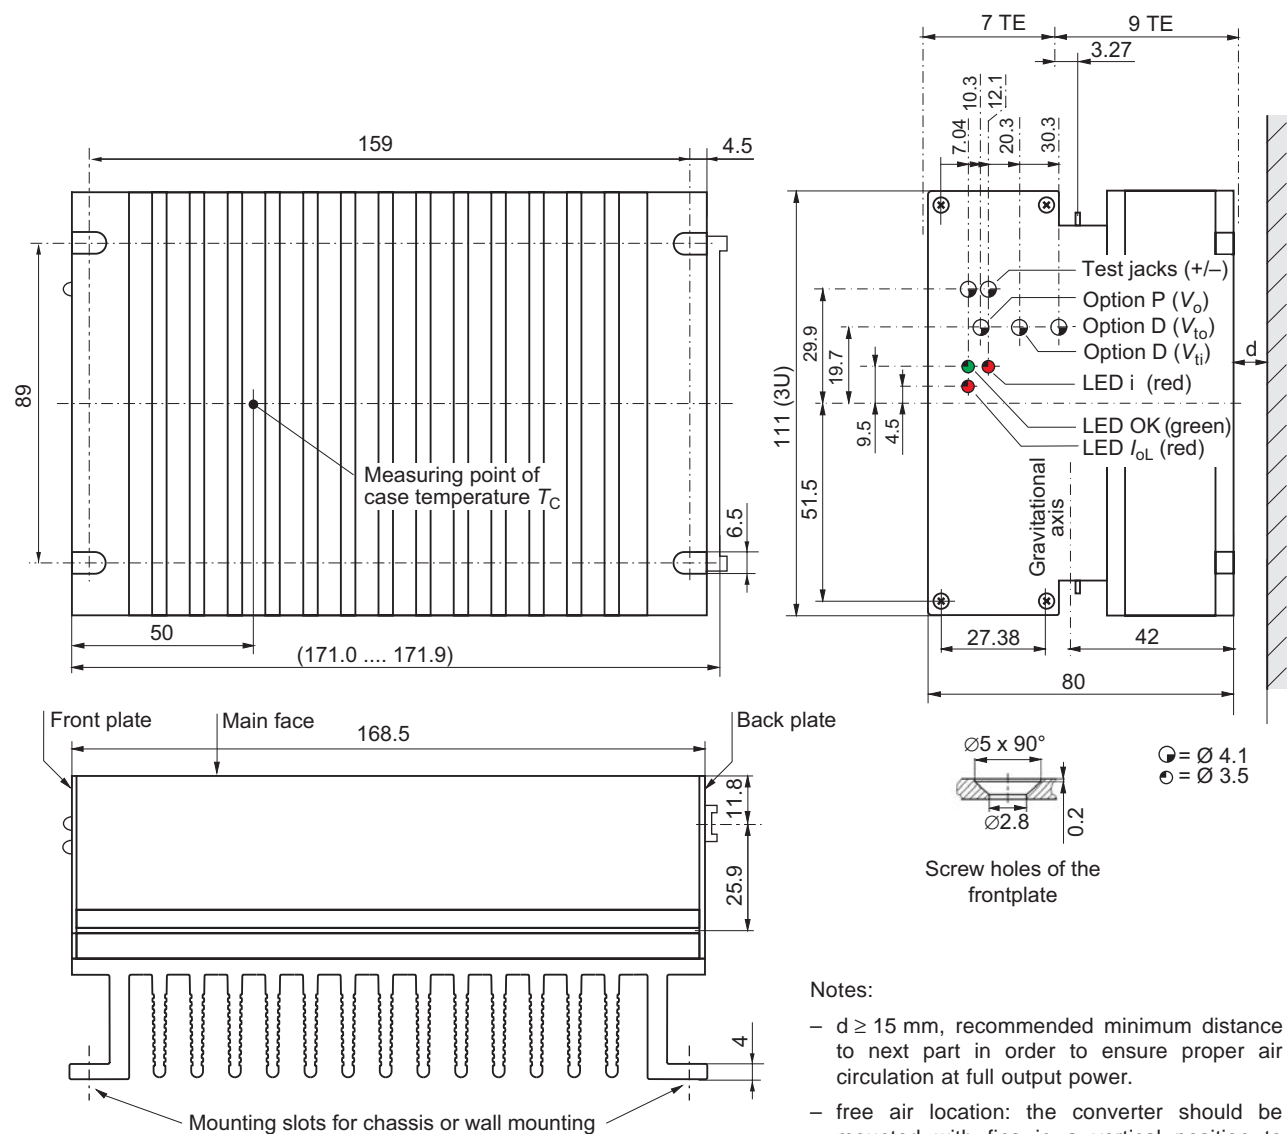 7 TE
9 TE
3.27
159
4.5
7.04
10.3
12.1
20.3
30.3
89
Measuring point of
case temperature TC
6.5
50
(171.0 .... 171.9)
111 (3U)
29.9
19.7
9.5
4.5
51.5
Test jacks (+/–)
Option P (Vo)
Option D (Vto)
Option D (Vti)
LED i (red)
LED OK (green)
LED IoL (red)
d
Gravitational
axis
27.38
42
80
Front plate
Main face
Back plate
168.5
11.8
25.9
4
Mounting slots for chassis or wall mounting
∅5 x 90°
∅2.8
0.2
Screw holes of the
frontplate
= Ø 4.1
= Ø 3.5
Notes:
– d ≥ 15 mm, recommended minimum distance
to next part in order to ensure proper air
circulation at full output power.
– free air location: the converter should be